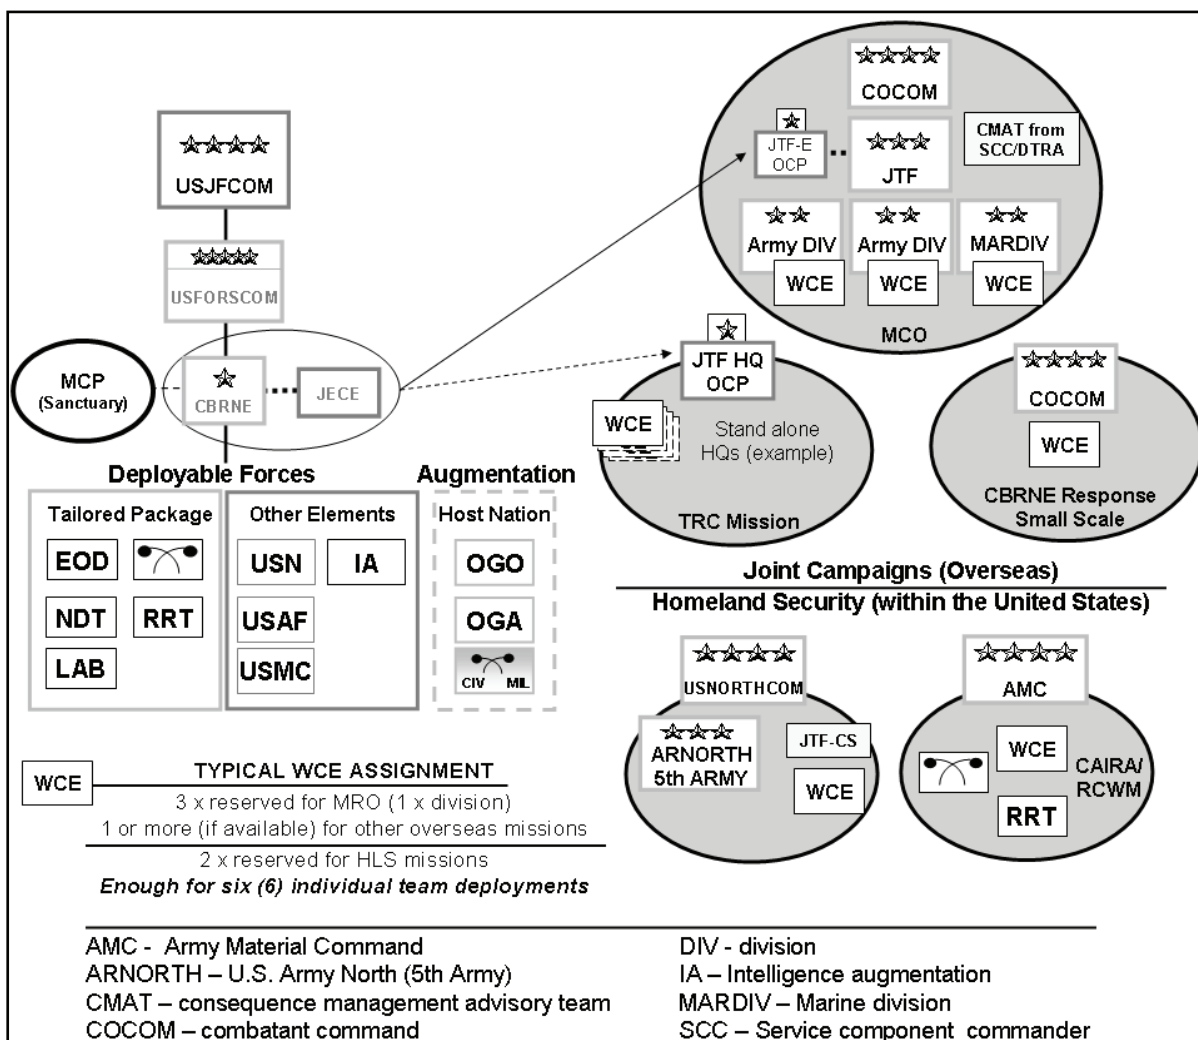 USJFCOM
USFORSCOM
MCP
(Sanctuary)
CBRNE
JECE
COCOM
JTF-E
OCP
JTF
CMAT from
SCC/DTRA
Army DIV
Army DIV
MARDIV
WCE
WCE
WCE
MCO
JTF HQ
OCP
WCE
Stand alone
HQs (example)
TRC Mission
COCOM
WCE
CBRNE Response
Small Scale
Deployable Forces
Augmentation
Tailored Package
EOD
NDT
RRT
LAB
Other Elements
USN
IA
USAF
USMC
Host Nation
OGO
OGA
CIV MIL
Joint Campaigns (Overseas)
Homeland Security (within the United States)
USNORTHCOM
ARNORTH
5th ARMY
JTF-CS
WCE
AMC
WCE
CAIRA/
RCWM
RRT
WCE
TYPICAL WCE ASSIGNMENT
3 x reserved for MRO (1 x division)
1 or more (if available) for other overseas missions
2 x reserved for HLS missions
Enough for six (6) individual team deployments
AMC - Army Material Command
ARNORTH – U.S. Army North (5th Army)
CMAT – consequence management advisory team
COCOM – combatant command
DIV - division
IA – Intelligence augmentation
MARDIV – Marine division
SCC – Service component commander